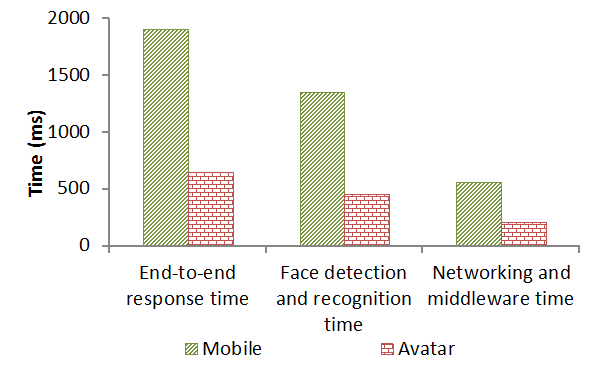 2000
1500
1000
500
0
Time (ms)
End-to-end
response time
Face detection
and recognition
time
Networking and
middleware time
Mobile
Avatar